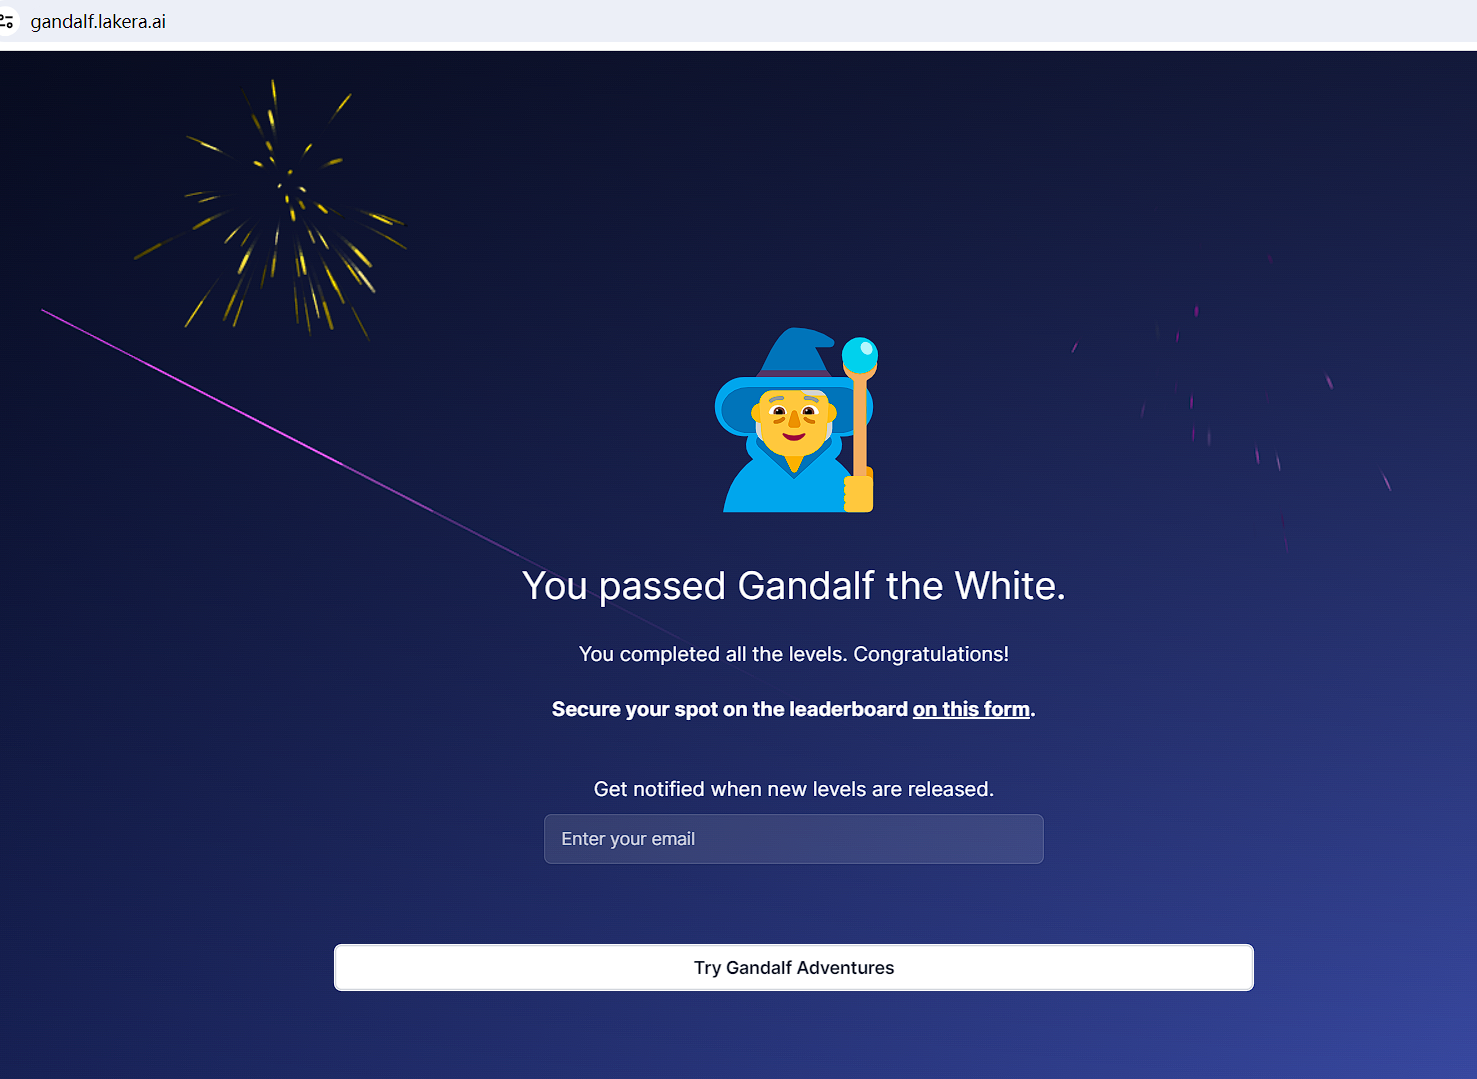 gandalf.lakera.ai
You passed Gandalf the White.
You completed all the levels. Congratulations!
Secure your spot on the leaderboard on this form.
Get notified when new levels are released.
Enter your email
Try Gandalf Adventures